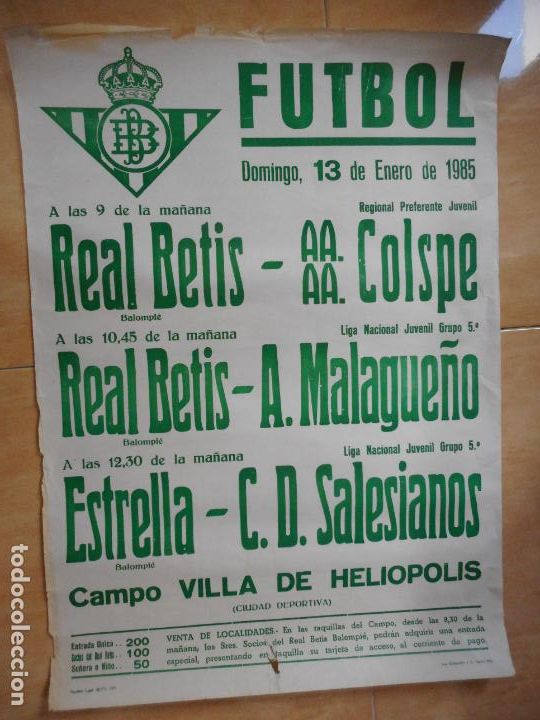 FUTBOL
Domingo, 13 de Enero de 1985
A las 9 de la mañana
Regional Preferente Juvenil
Real Betis - AA. AA. Colspe
Balompié
A las 10,45 de la mañana
Liga Nacional Juvenil Grupo 5.º
Real Betis - A. Malagueño
Balompié
A las 12,30 de la mañana
Liga Nacional Juvenil Grupo 5.º
Estrella - C. D. Salesianos
Balompié
Campo VILLA DE HELIOPOLIS
(CIUDAD DEPORTIVA)
Entrada Unica . . 200
100
Señora o Niño . . 50
VENTA DE LOCALIDADES.- En las taquillas del Campo, desde las 8,30 de la
mañana, los Sres. Socios del Real Betis Balompié, podrán adquirir una entrada
especial, presentando en taquilla su tarjeta de acceso, al corriente de pago.
todocoleccion